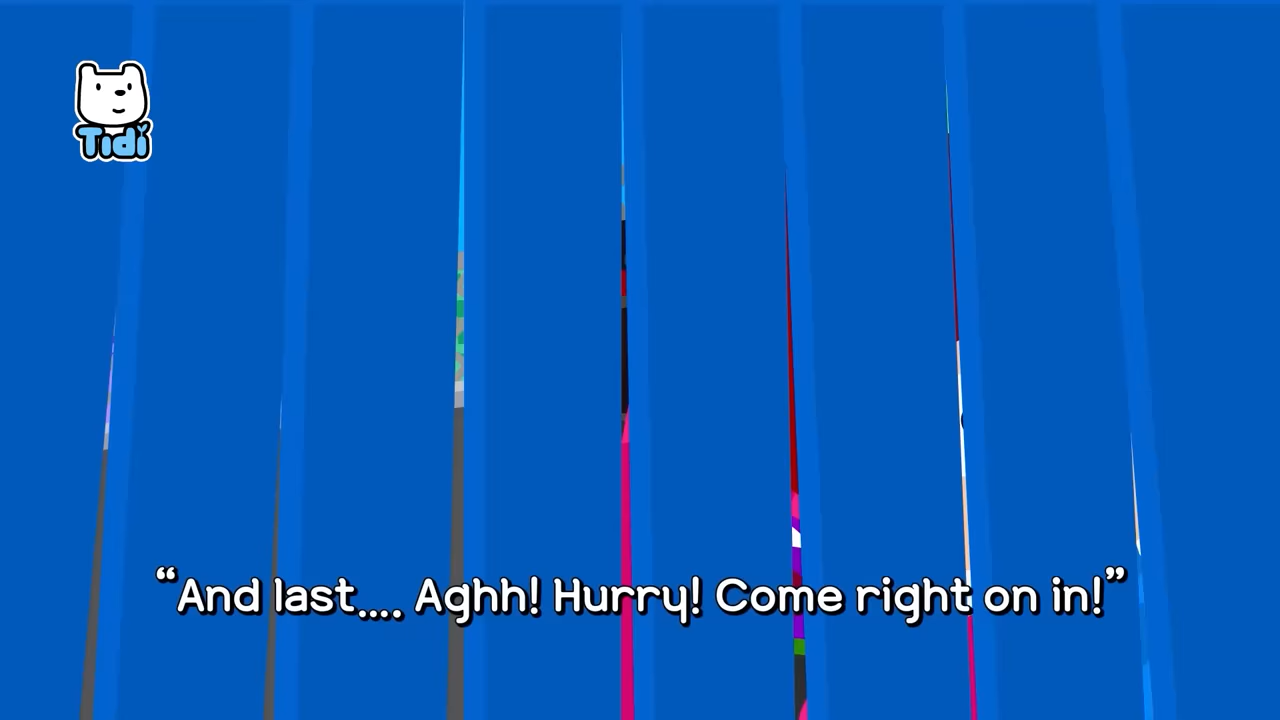 Tidi
“And last.... Aghh! Hurry! Come right on in!”